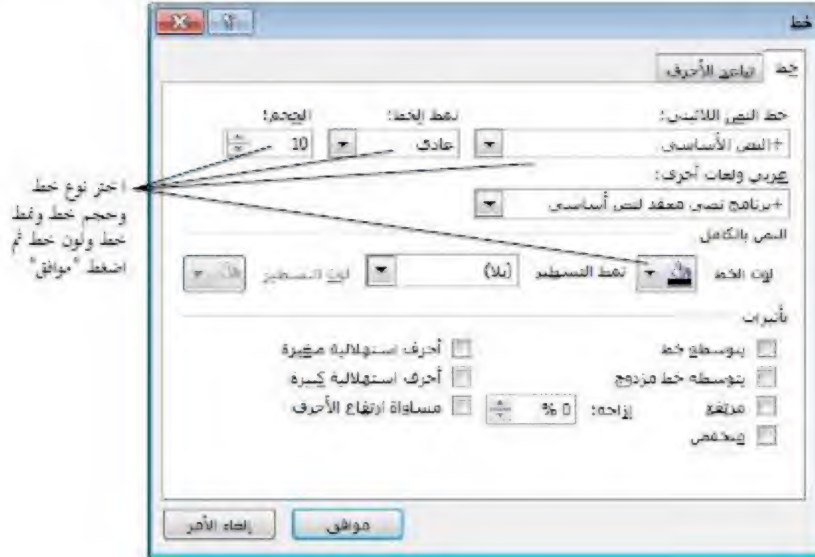 خط
خط
تباعد الأحرف
خط النص اللاتيني:
نمط الخط:
الحجم:
+النص الأساسي
عادي
10
عربي ولغات أخرى:
+برنامج نصي معقد لنص أساسي
النص بالكامل
لون الخط
نمط التسطير
(بلا)
لون التسطير
تأثيرات
يتوسطه خط
أحرف استهلالية صغيرة
يتوسطه خط مزدوج
أحرف استهلالية كبيرة
مرتفع
إزاحة:
0 %
مساواة ارتفاع الأحرف
منخفض
موافق
إلغاء الأمر
اختر نوع خط
وحجم خط ونمط
خط ولون خط ثم
اضغط "موافق"